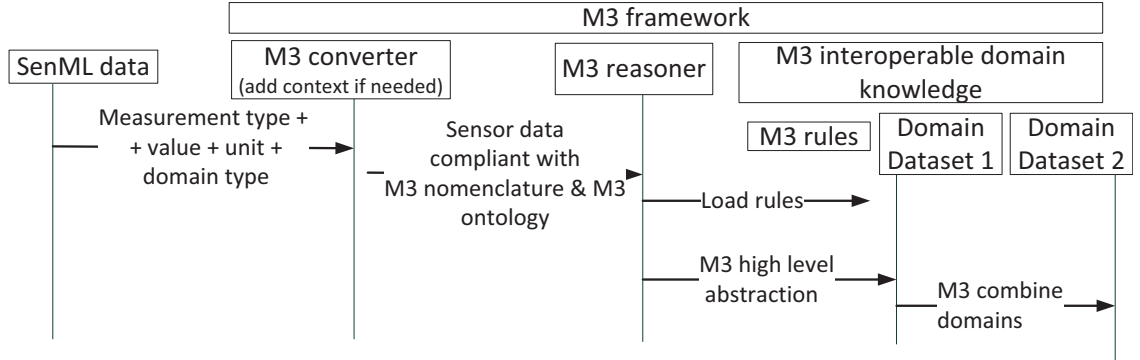 M3 framework
SenML data
M3 converter
(add context if needed)
M3 reasoner
M3 interoperable domain
knowledge
M3 rules
Domain
Dataset 1
Domain
Dataset 2
Measurement type +
+ value + unit +
domain type
Sensor data
compliant with
M3 nomenclature & M3
ontology
Load rules
M3 high level
abstraction
M3 combine
domains